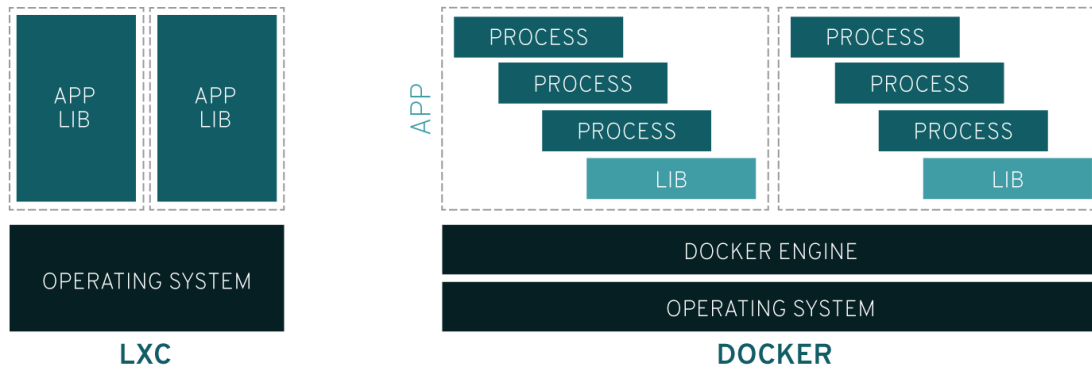 APP
LIB
APP
LIB
OPERATING SYSTEM
LXC
APP
PROCESS
PROCESS
PROCESS
LIB
PROCESS
PROCESS
PROCESS
LIB
DOCKER ENGINE
OPERATING SYSTEM
DOCKER